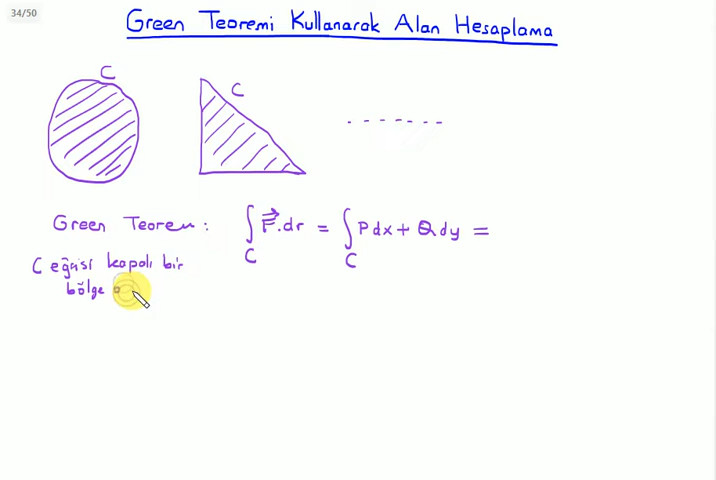 34/50
Green Teoremi Kullanarak Alan Hesaplama
C
C
Green Teorem: ∫ F⃗.dr = ∫ Pdx + Qdy =
C C
C eğrisi kapalı bir
bölge